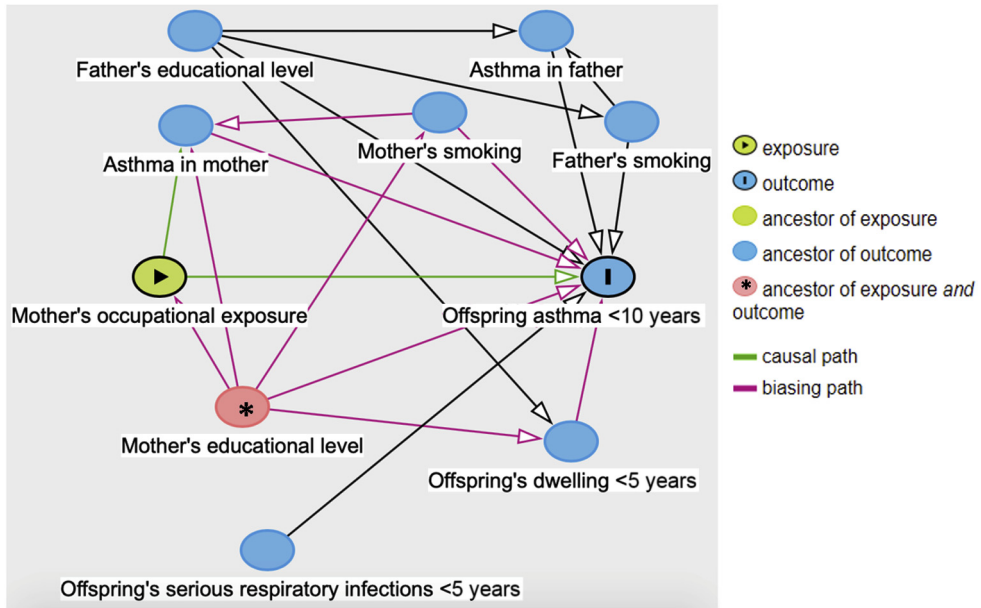 Father's educational level
Asthma in father
Asthma in mother
Mother's smoking
Father's smoking
Mother's occupational exposure
Offspring asthma <10 years
Mother's educational level
Offspring's dwelling <5 years
Offspring's serious respiratory infections <5 years
exposure
outcome
ancestor of exposure
ancestor of outcome
* ancestor of exposure and
outcome
causal path
biasing path
*